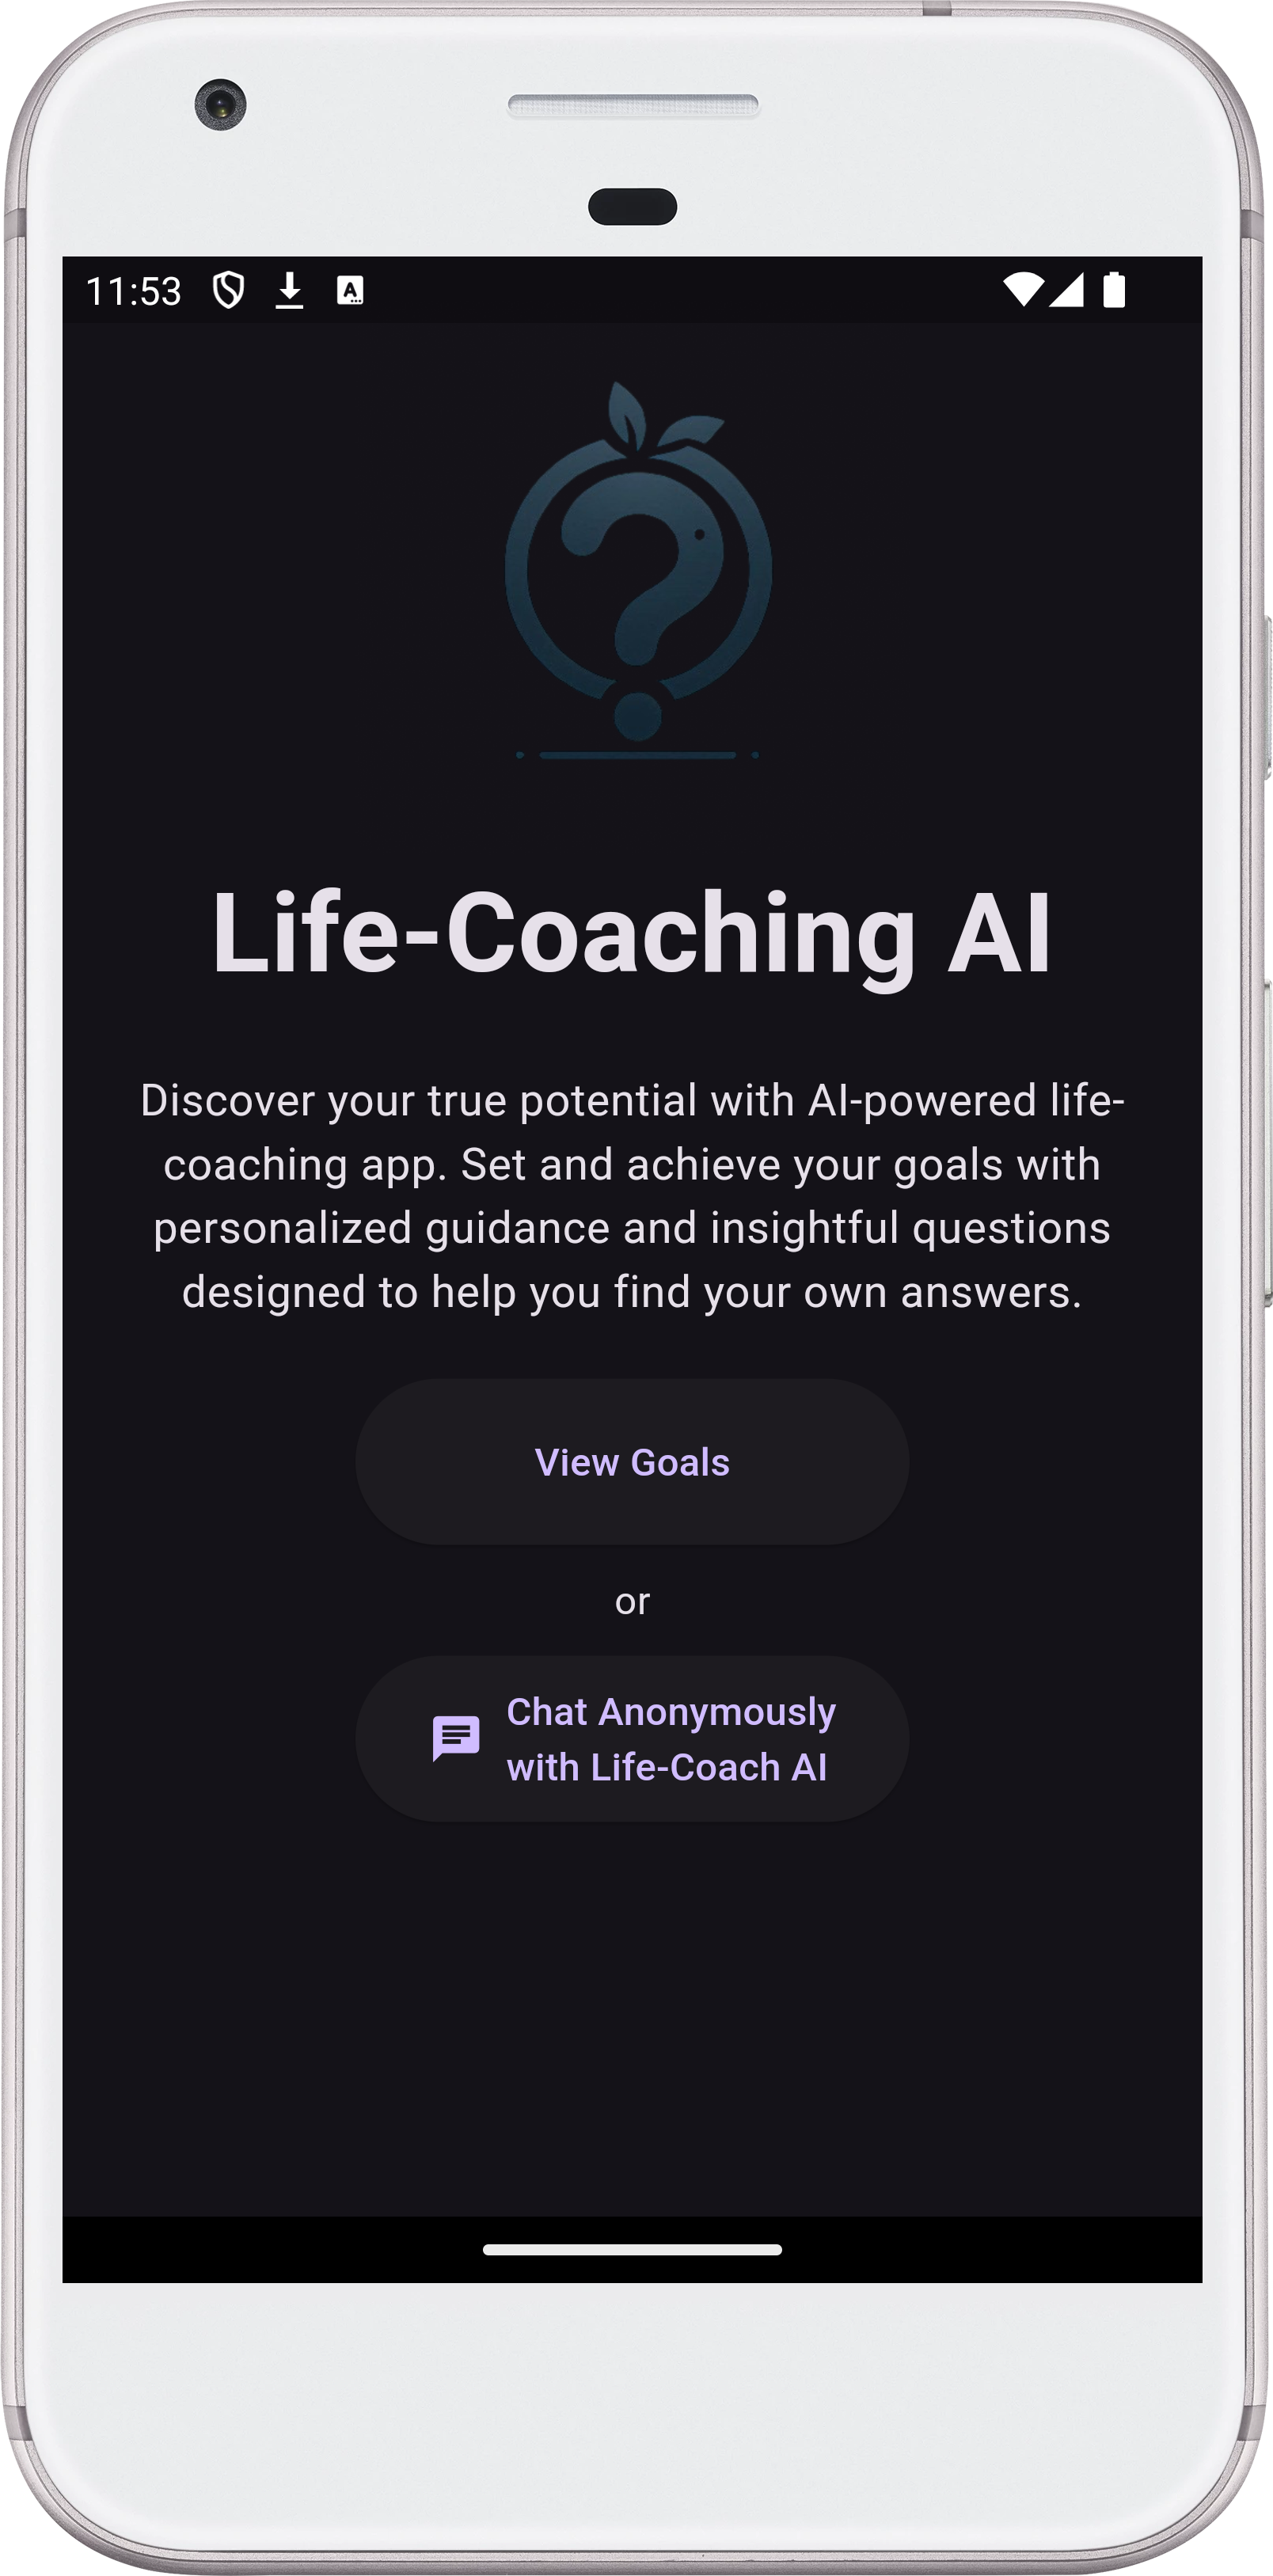 11:53
Life-Coaching AI
Discover your true potential with AI-powered life-
coaching app. Set and achieve your goals with
personalized guidance and insightful questions
designed to help you find your own answers.
View Goals
or
Chat Anonymously
with Life-Coach AI